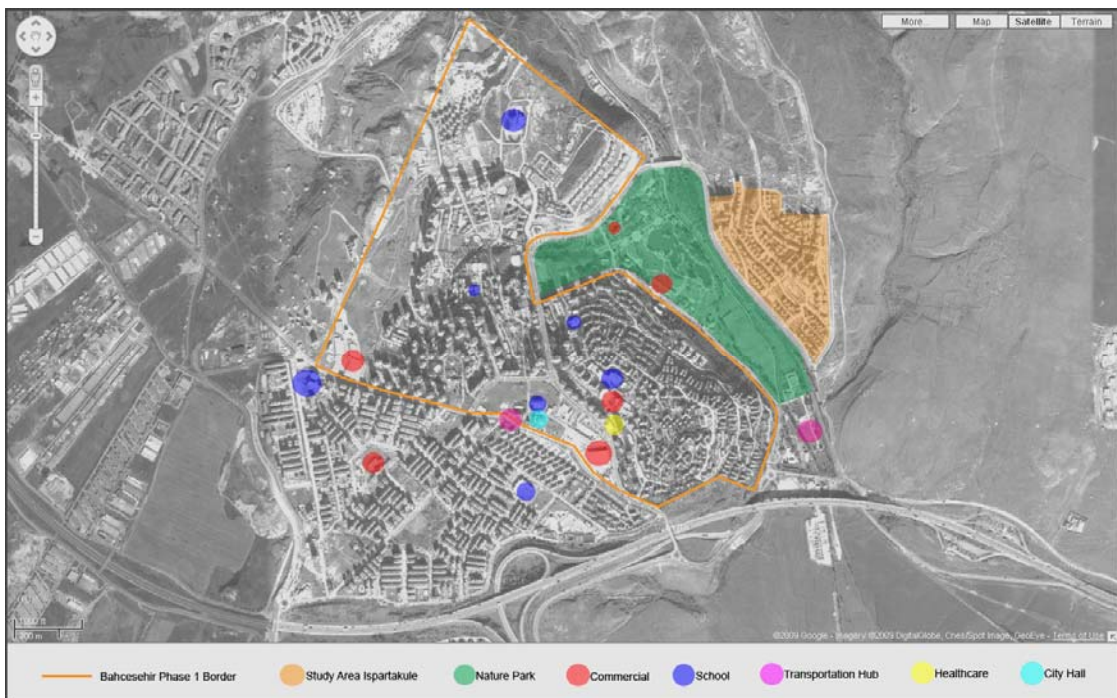 More... Map Satellite Terrain
200 m
©2009 Google - Imagery ©2009 DigitalGlobe, Cnes/Spot Image, GeoEye - Terms of Use
Bahcesehir Phase 1 Border Study Area Ispartakule Nature Park Commercial School Transportation Hub Healthcare City Hall